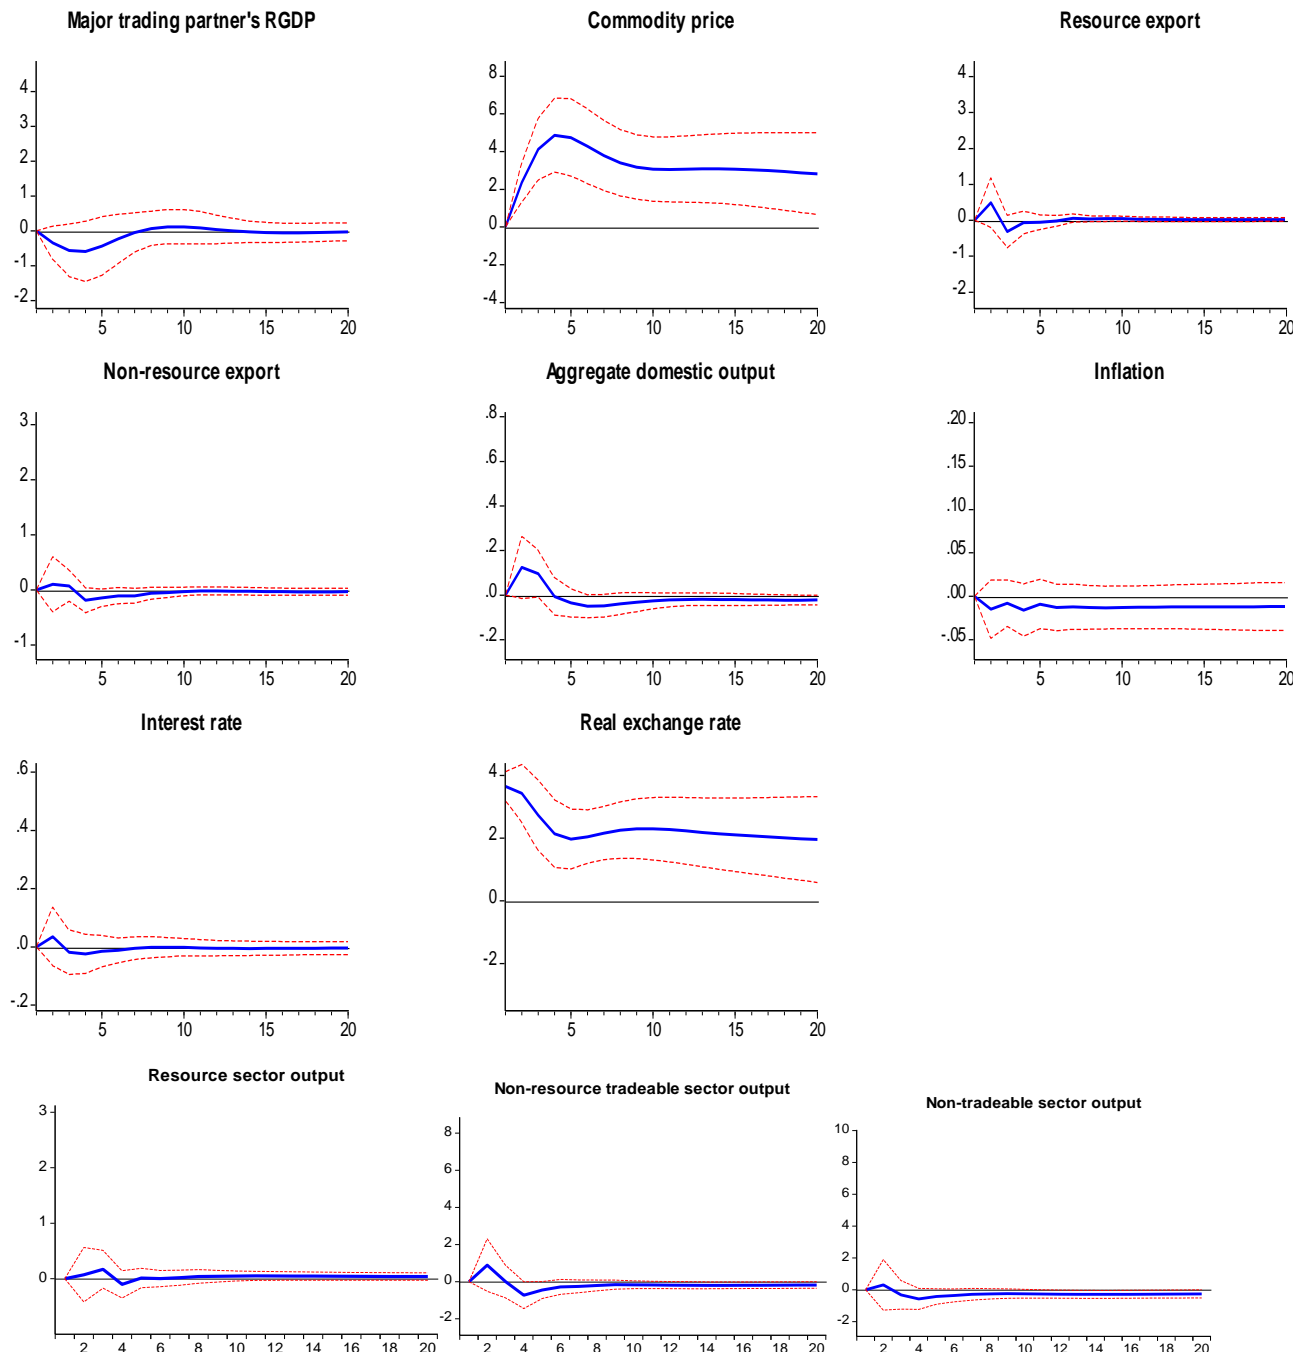 Major trading partner's RGDP
4
3
2
1
0
-1
-2
5 10 15 20
Commodity price
8
6
4
2
0
-2
-4
5 10 15 20
Resource export
4
3
2
1
0
-1
-2
5 10 15 20
Non-resource export
3
2
1
0
-1
5 10 15 20
Aggregate domestic output
.8
.6
.4
.2
.0
-.2
5 10 15 20
Inflation
.20
.15
.10
.05
.00
-.05
5 10 15 20
Interest rate
.6
.4
.2
.0
-.2
5 10 15 20
Real exchange rate
4
2
0
-2
5 10 15 20
Resource sector output
3
2
1
0
2 4 6 8 10 12 14 16 18 20
Non-resource tradeable sector output
8
6
4
2
0
-2
2 4 6 8 10 12 14 16 18 20
Non-tradeable sector output
10
8
6
4
2
0
-2
2 4 6 8 10 12 14 16 18 20